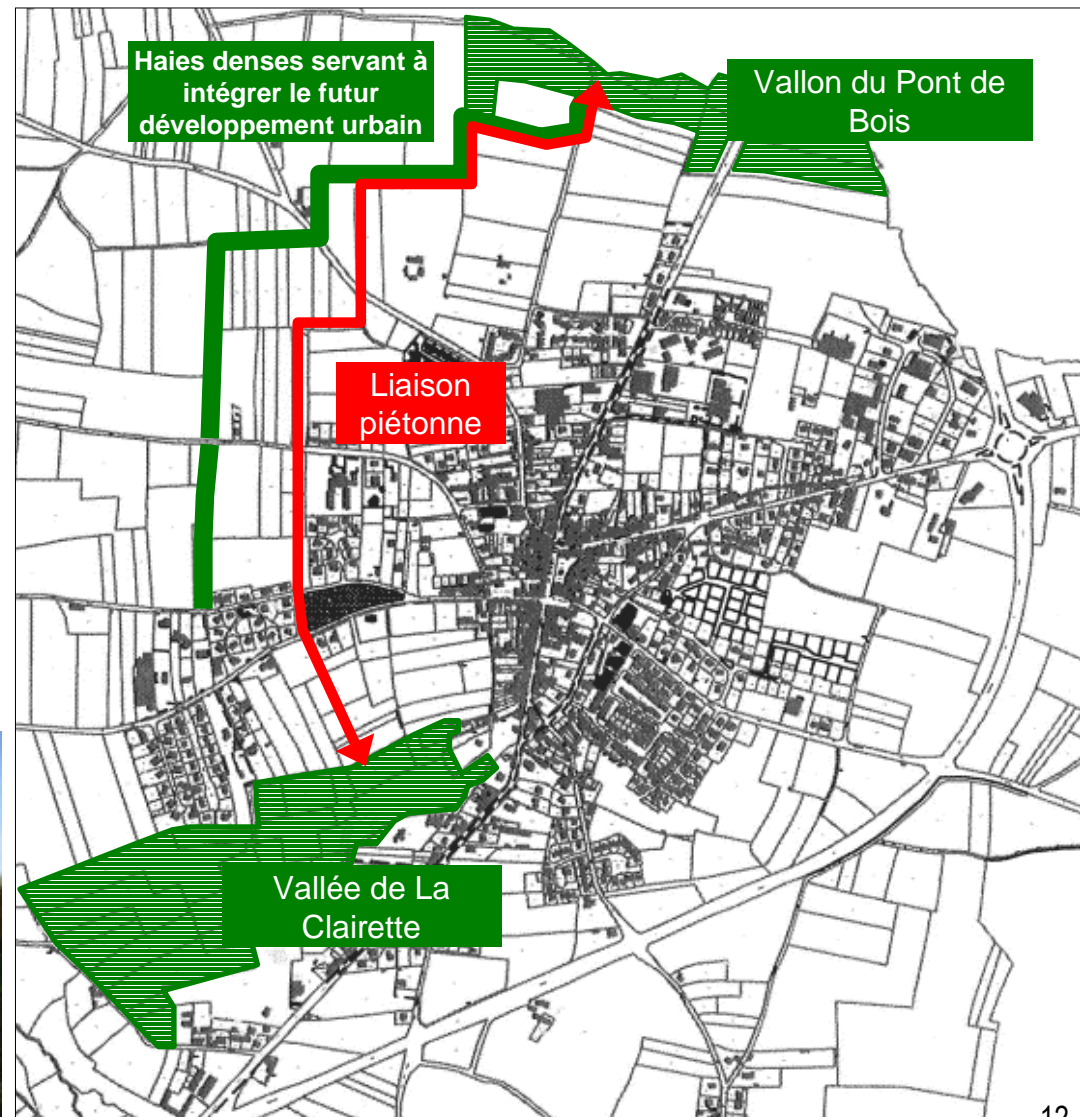 Haies denses servant à
intégrer le futur
développement urbain
Vallon du Pont de
Bois
Liaison
piétonne
Vallée de La
Clairette
12